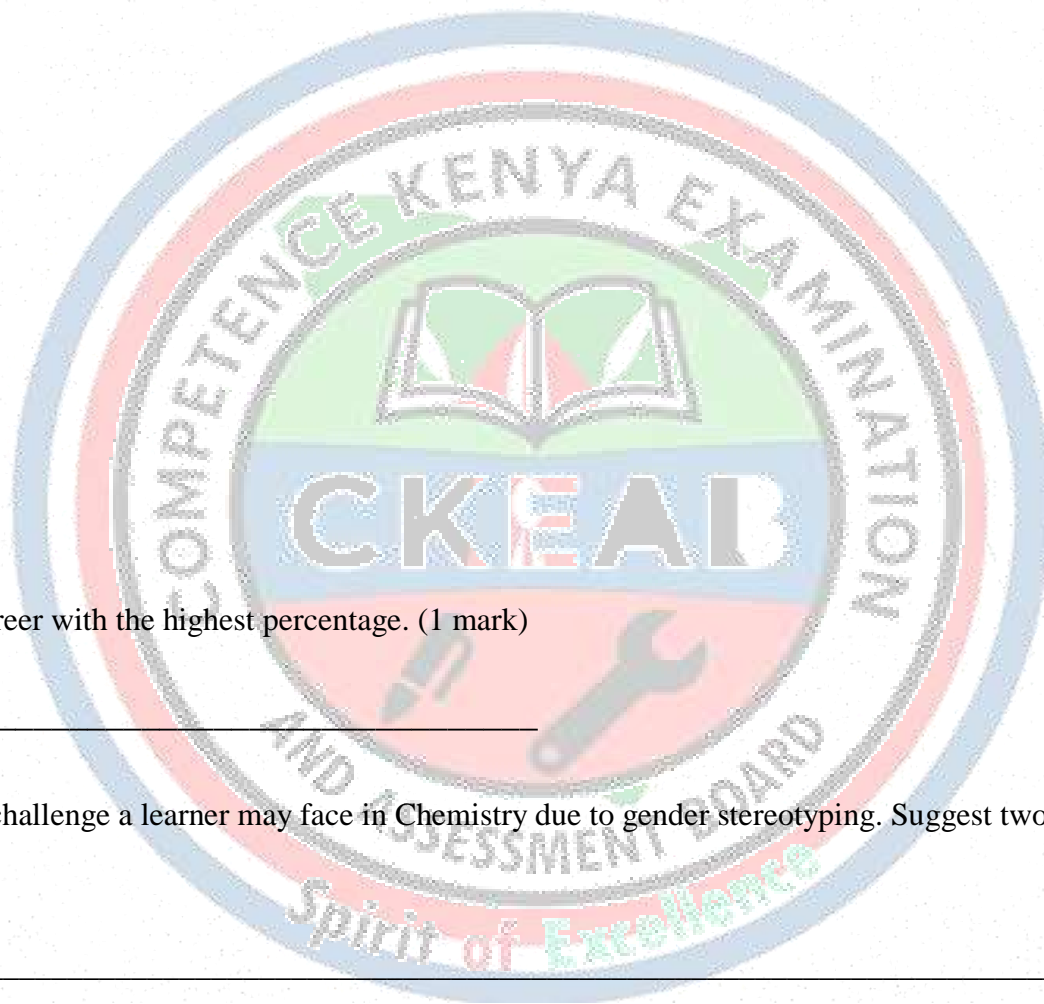 COMPETENCE KENYA EXAMINATION
CKEAB
reer with the highest percentage. (1 mark)
AND ASSESSMENT BOARD
challenge a learner may face in Chemistry due to gender stereotyping. Suggest two
Spirit of Excellence